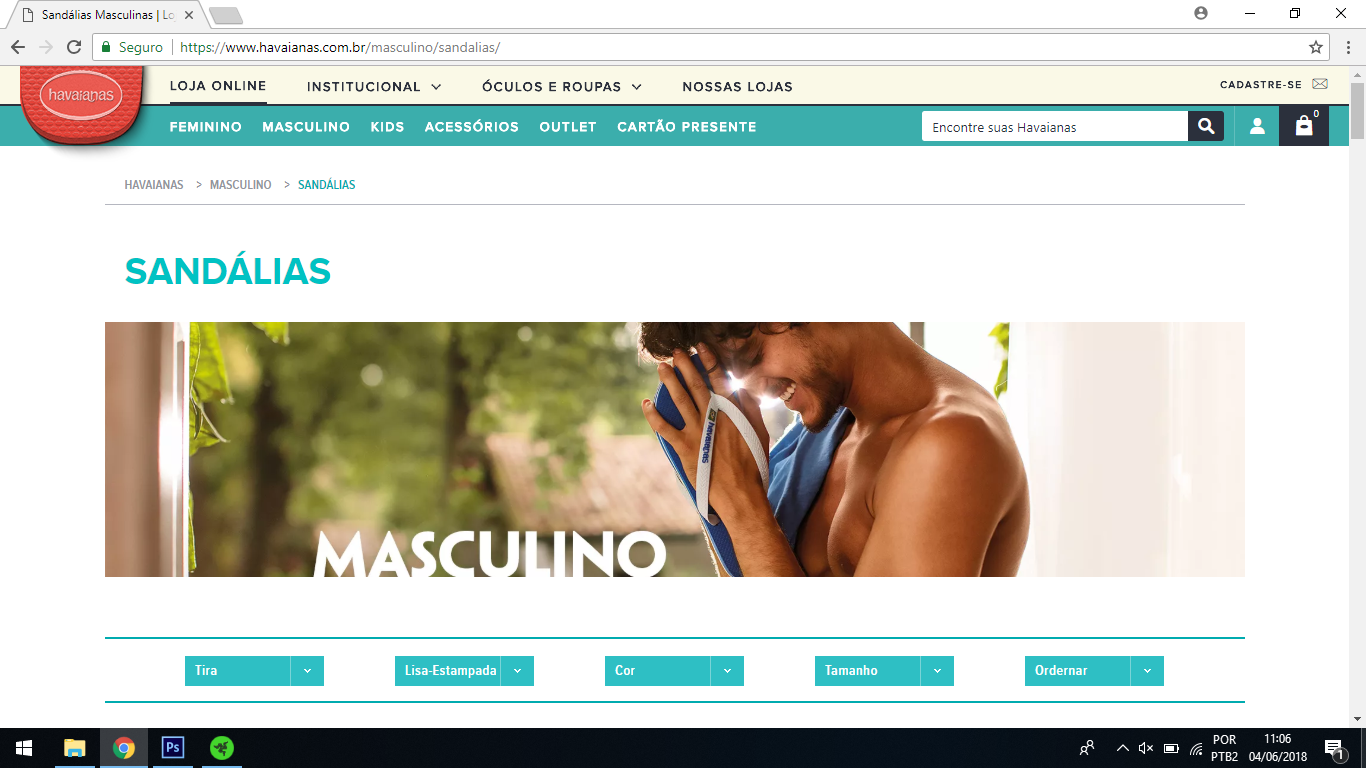 Sandálias Masculinas | Lo
Seguro
https://www.havaianas.com.br/masculino/sandalias/
havaianas
LOJA ONLINE
INSTITUCIONAL
ÓCULOS E ROUPAS
NOSSAS LOJAS
CADASTRE-SE
FEMININO
MASCULINO
KIDS
ACESSÓRIOS
OUTLET
CARTÃO PRESENTE
Encontre suas Havaianas
0
HAVAIANAS > MASCULINO > SANDÁLIAS
SANDÁLIAS
havaianas
MASCULINO
Tira
Lisa-Estampada
Cor
Tamanho
Ordernar
Ps
POR
PTB2
11:06
04/06/2018
1